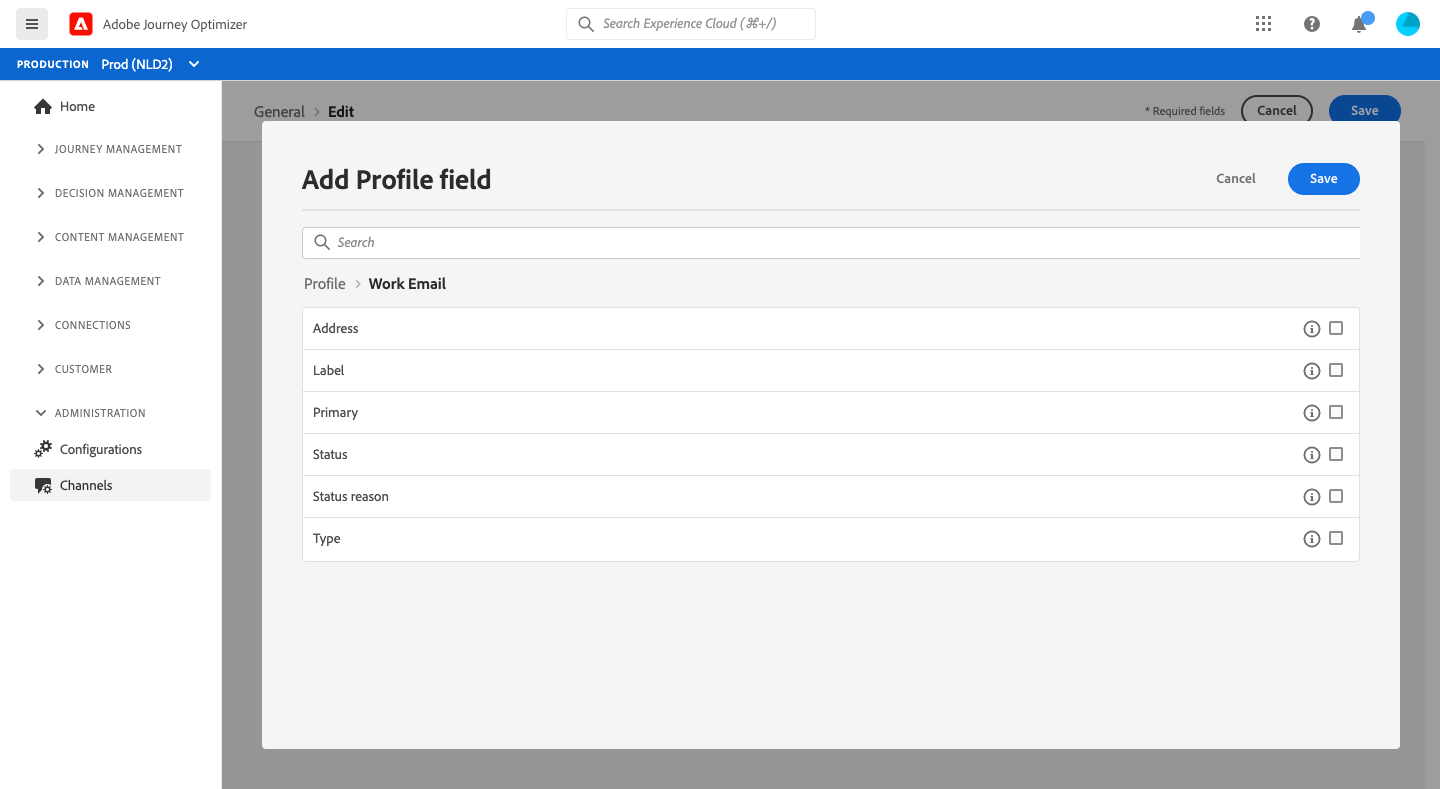 Adobe Journey Optimizer
Search Experience Cloud (⌘+/)
PRODUCTION Prod (NLD2)
Home
JOURNEY MANAGEMENT
DECISION MANAGEMENT
CONTENT MANAGEMENT
DATA MANAGEMENT
CONNECTIONS
CUSTOMER
ADMINISTRATION
Configurations
Channels
General > Edit
* Required fields
Cancel
Save
Add Profile field
Cancel
Save
Search
Profile > Work Email
Address
Label
Primary
Status
Status reason
Type